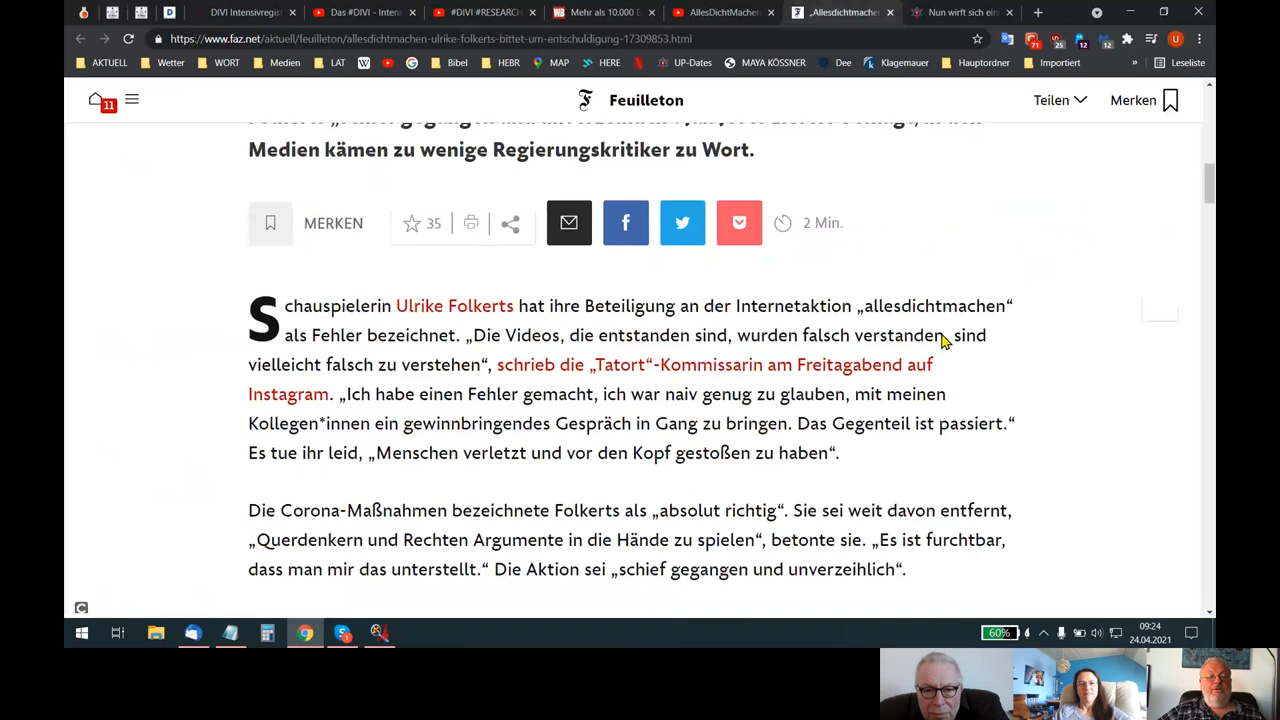 DIVI Intensivregist
Das #DIVI - Inten
#DIVI #RESEARCH
Mehr als 10.000 E
AllesDichtMachen
„Allesdichtmachen
Nun wirft sich ein
https://www.faz.net/aktuell/feuilleton/allesdichtmachen-ulrike-folkerts-bittet-um-entschuldigung-17309853.html
71
25
12
12
U
AKTUELL
Wetter
WORT
Medien
LAT
Bibel
HEBR
MAP
HERE
UP-Dates
MAYA KÖSSNER
Dee
Klagemauer
Hauptordner
Importiert
»
Leseliste
11
Feuilleton
Teilen
Merken
Medien kämen zu wenige Regierungskritiker zu Wort.
MERKEN
35
2 Min.
Schauspielerin Ulrike Folkerts hat ihre Beteiligung an der Internetaktion „allesdichtmachen“
als Fehler bezeichnet. „Die Videos, die entstanden sind, wurden falsch verstanden, sind
vielleicht falsch zu verstehen“, schrieb die „Tatort“-Kommissarin am Freitagabend auf
Instagram. „Ich habe einen Fehler gemacht, ich war naiv genug zu glauben, mit meinen
Kollegen*innen ein gewinnbringendes Gespräch in Gang zu bringen. Das Gegenteil ist passiert.“
Es tue ihr leid, „Menschen verletzt und vor den Kopf gestoßen zu haben“.
Die Corona-Maßnahmen bezeichnete Folkerts als „absolut richtig“. Sie sei weit davon entfernt,
„Querdenkern und Rechten Argumente in die Hände zu spielen“, betonte sie. „Es ist furchtbar,
dass man mir das unterstellt.“ Die Aktion sei „schief gegangen und unverzeihlich“.
60%
09:24
24.04.2021